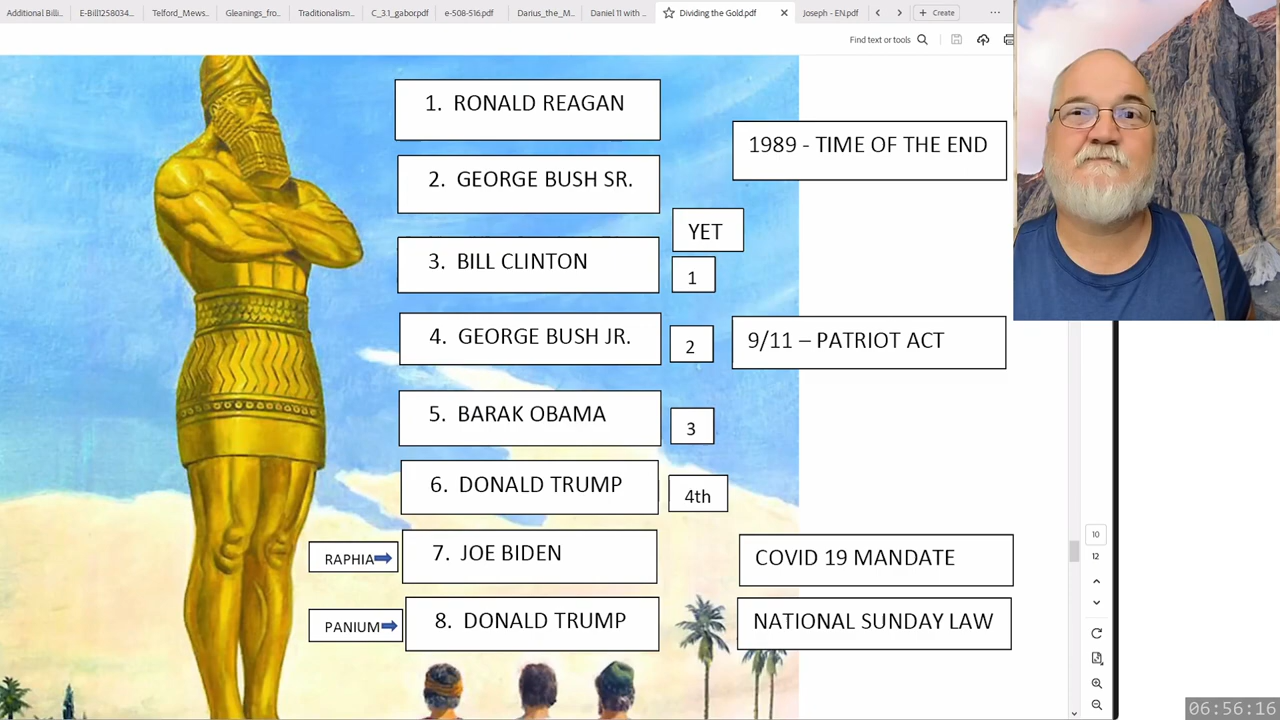 Additional Billi...
E-Bill1258034...
Telford_Mews...
Gleanings_fro...
Traditionalism...
C_3.1_gabor.pdf
e-508-516.pdf
Darius_the_M...
Daniel 11 with ...
Dividing the Gold.pdf
Joseph - EN.pdf
Create
Find text or tools
1. RONALD REAGAN
1989 - TIME OF THE END
2. GEORGE BUSH SR.
YET
3. BILL CLINTON
1
4. GEORGE BUSH JR.
2
9/11 – PATRIOT ACT
5. BARAK OBAMA
3
6. DONALD TRUMP
4th
RAPHIA
7. JOE BIDEN
COVID 19 MANDATE
PANIUM
8. DONALD TRUMP
NATIONAL SUNDAY LAW
10
12
06:56:16